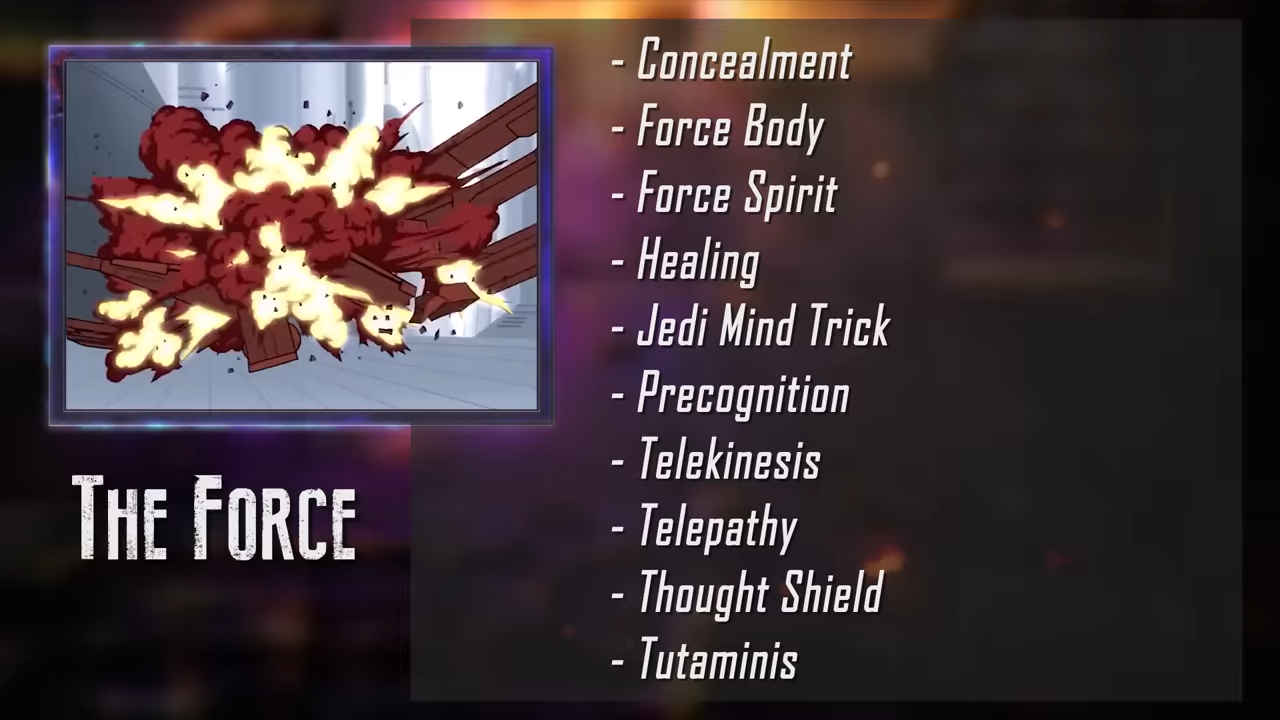 The Force
- Concealment
- Force Body
- Force Spirit
- Healing
- Jedi Mind Trick
- Precognition
- Telekinesis
- Telepathy
- Thought Shield
- Tutaminis